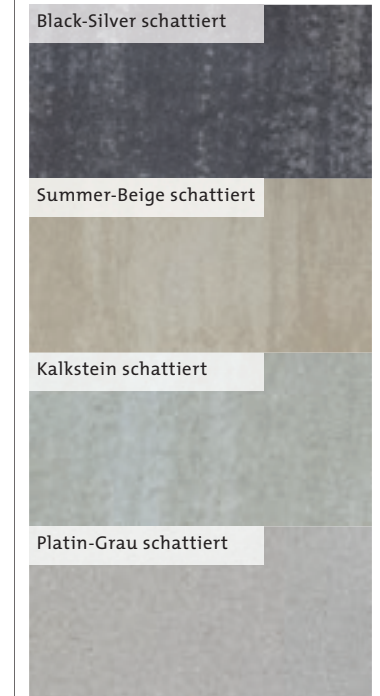 Black-Silver schattiert
Summer-Beige schattiert
Kalkstein schattiert
Platin-Grau schattiert